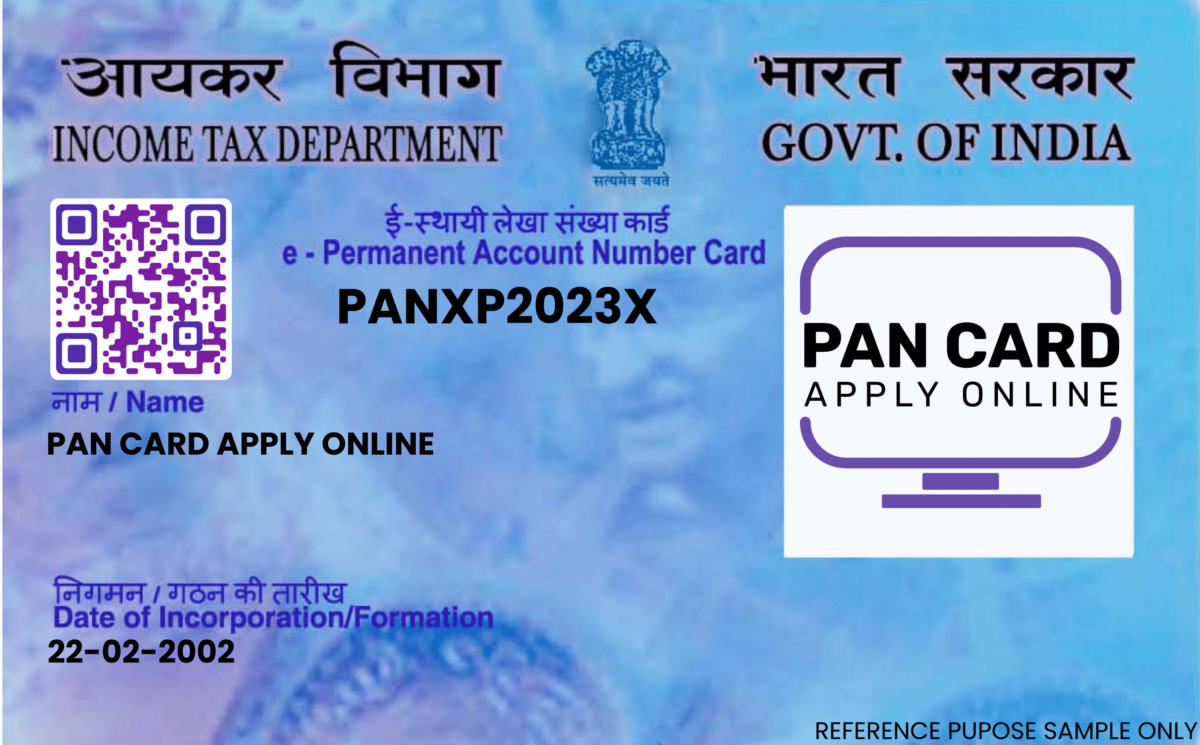 आयकर विभाग
INCOME TAX DEPARTMENT
सत्यमेव जयते
भारत सरकार
GOVT. OF INDIA
ई-स्थायी लेखा संख्या कार्ड
e - Permanent Account Number Card
PANXP2023X
PAN CARD
APPLY ONLINE
नाम / Name
PAN CARD APPLY ONLINE
निगमन / गठन की तारीख
Date of Incorporation/Formation
22-02-2002
REFERENCE PUPOSE SAMPLE ONLY